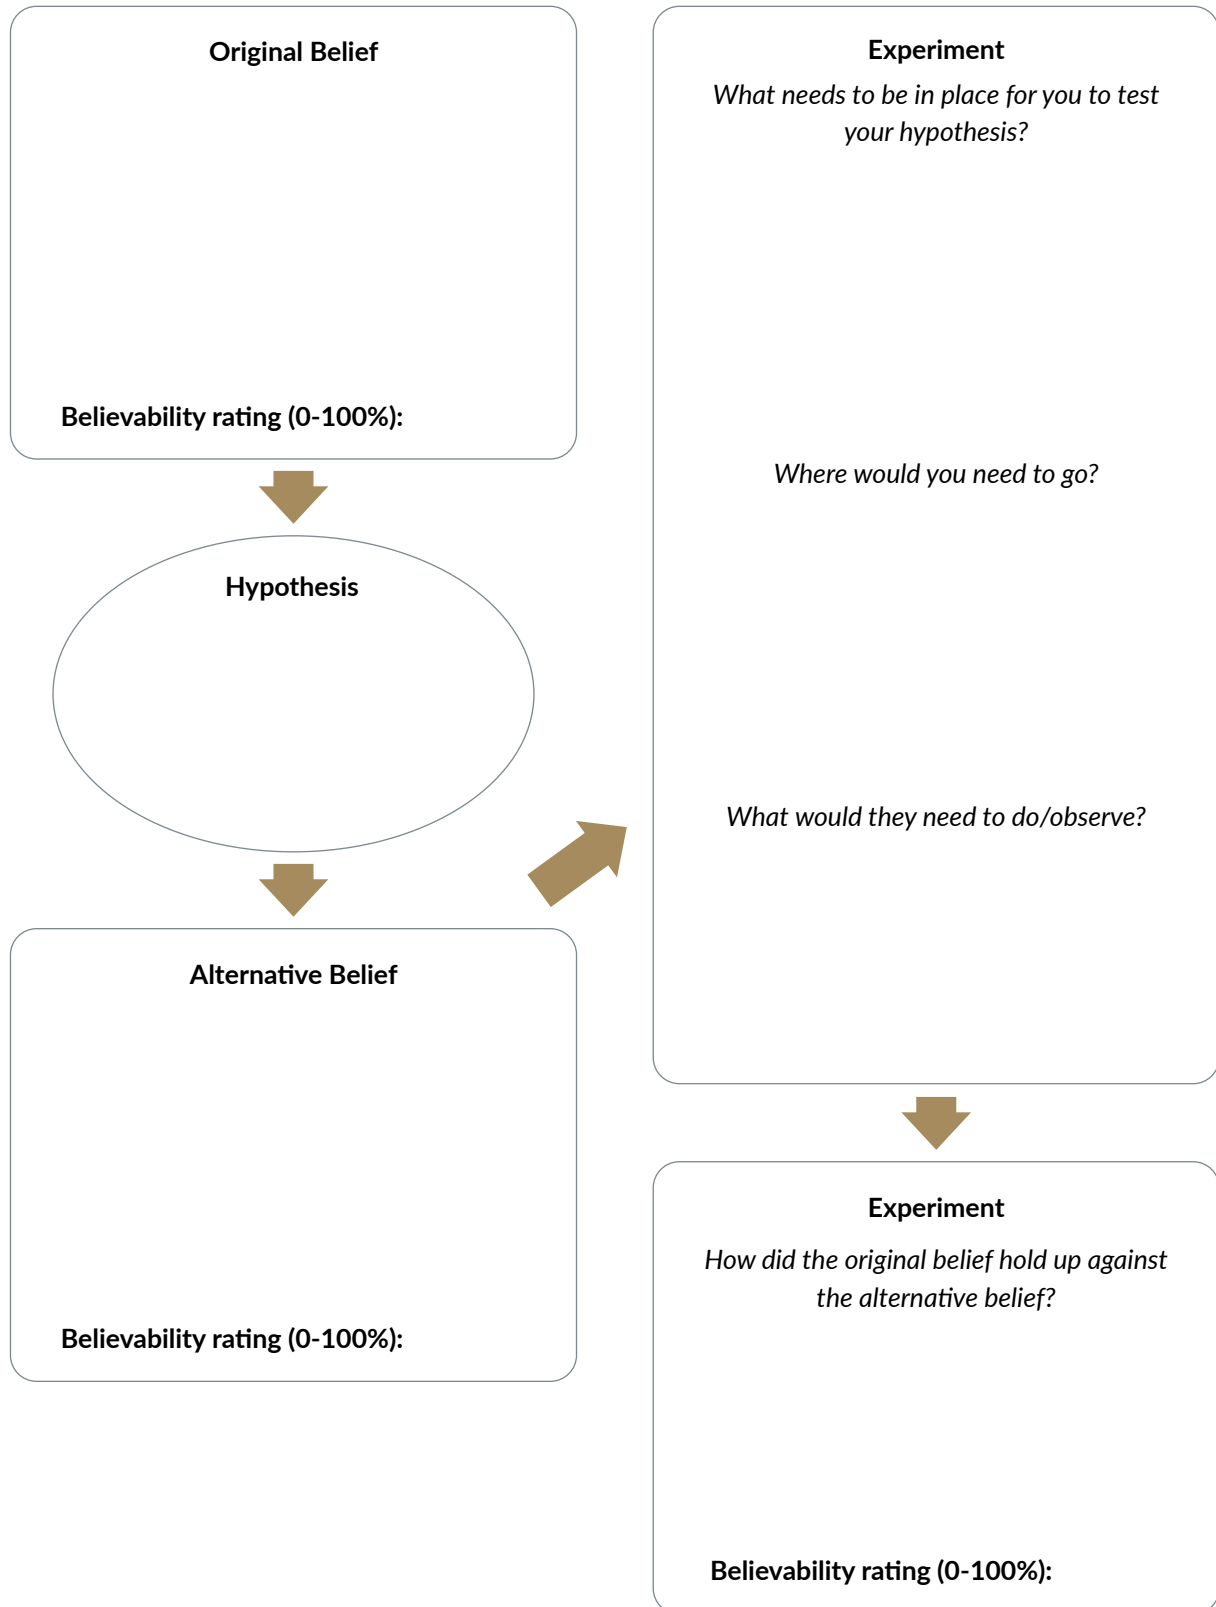 Original Belief
Believability rating (0-100%):
Hypothesis
Alternative Belief
Believability rating (0-100%):
Experiment
What needs to be in place for you to test
your hypothesis?
Where would you need to go?
What would they need to do/observe?
Experiment
How did the original belief hold up against
the alternative belief?
Believability rating (0-100%):